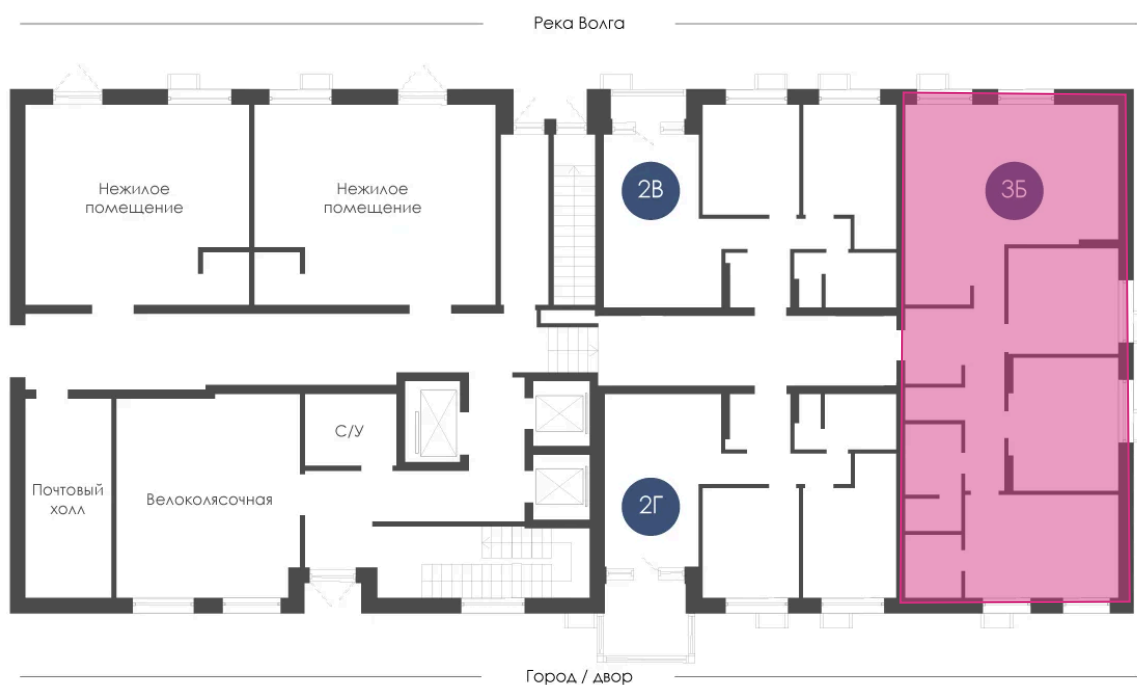 Река Волга
Нежилое
помещение
Нежилое
помещение
2В
3Б
С/У
Почтовый
холл
Велоколясочная
2Г
Город / двор